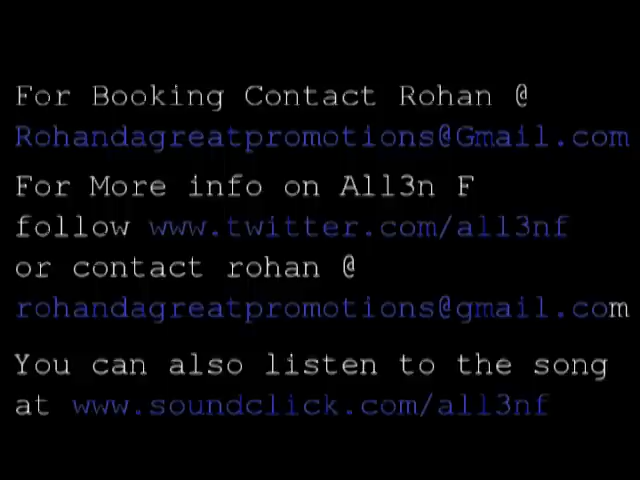 For Booking Contact Rohan @
Rohandagreatpromotions@Gmail.com
For More info on All3n F
follow www.twitter.com/all3nf
or contact rohan @
rohandagreatpromotions@gmail.com
You can also listen to the song
at www.soundclick.com/all3nf